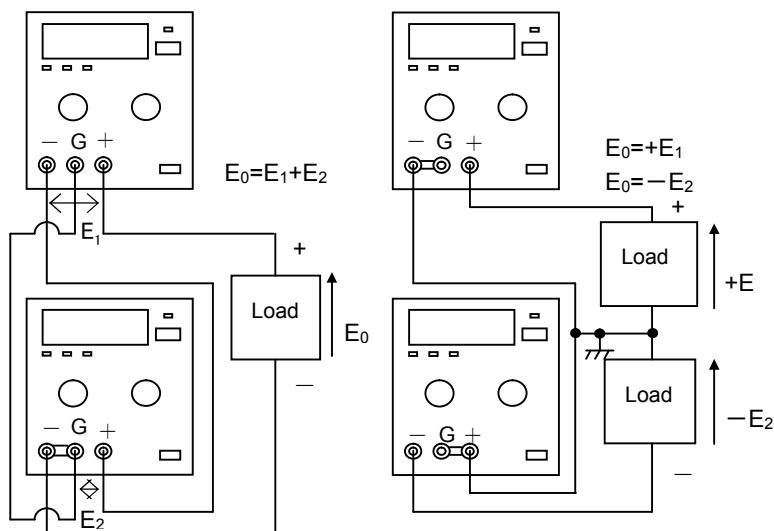 — G +
E₁
E₀=E₁+E₂
+
Load
E₀
—
— G +
E₂
— G +
E₀=+E₁
E₀=—E₂
+
Load
+E
— G +
Load
—E₂
—